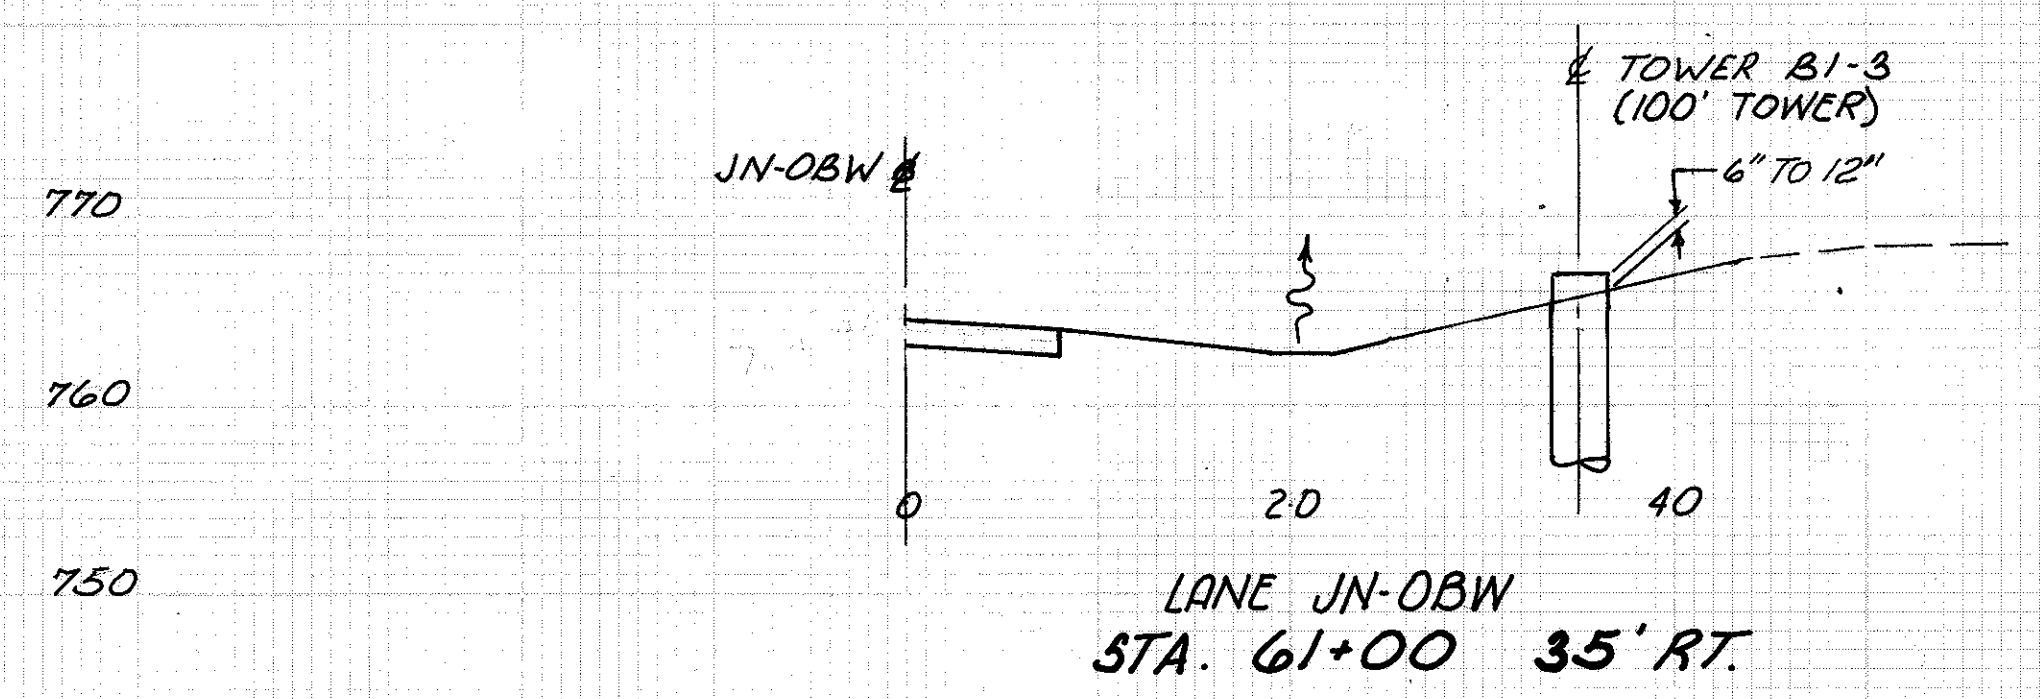 ℄ TOWER B1-3
(100' TOWER)
JN-OBW ℄
6" TO 12"
770
760
0 20 40
750
LANE JN-OBW
STA. 61+00 35' RT.